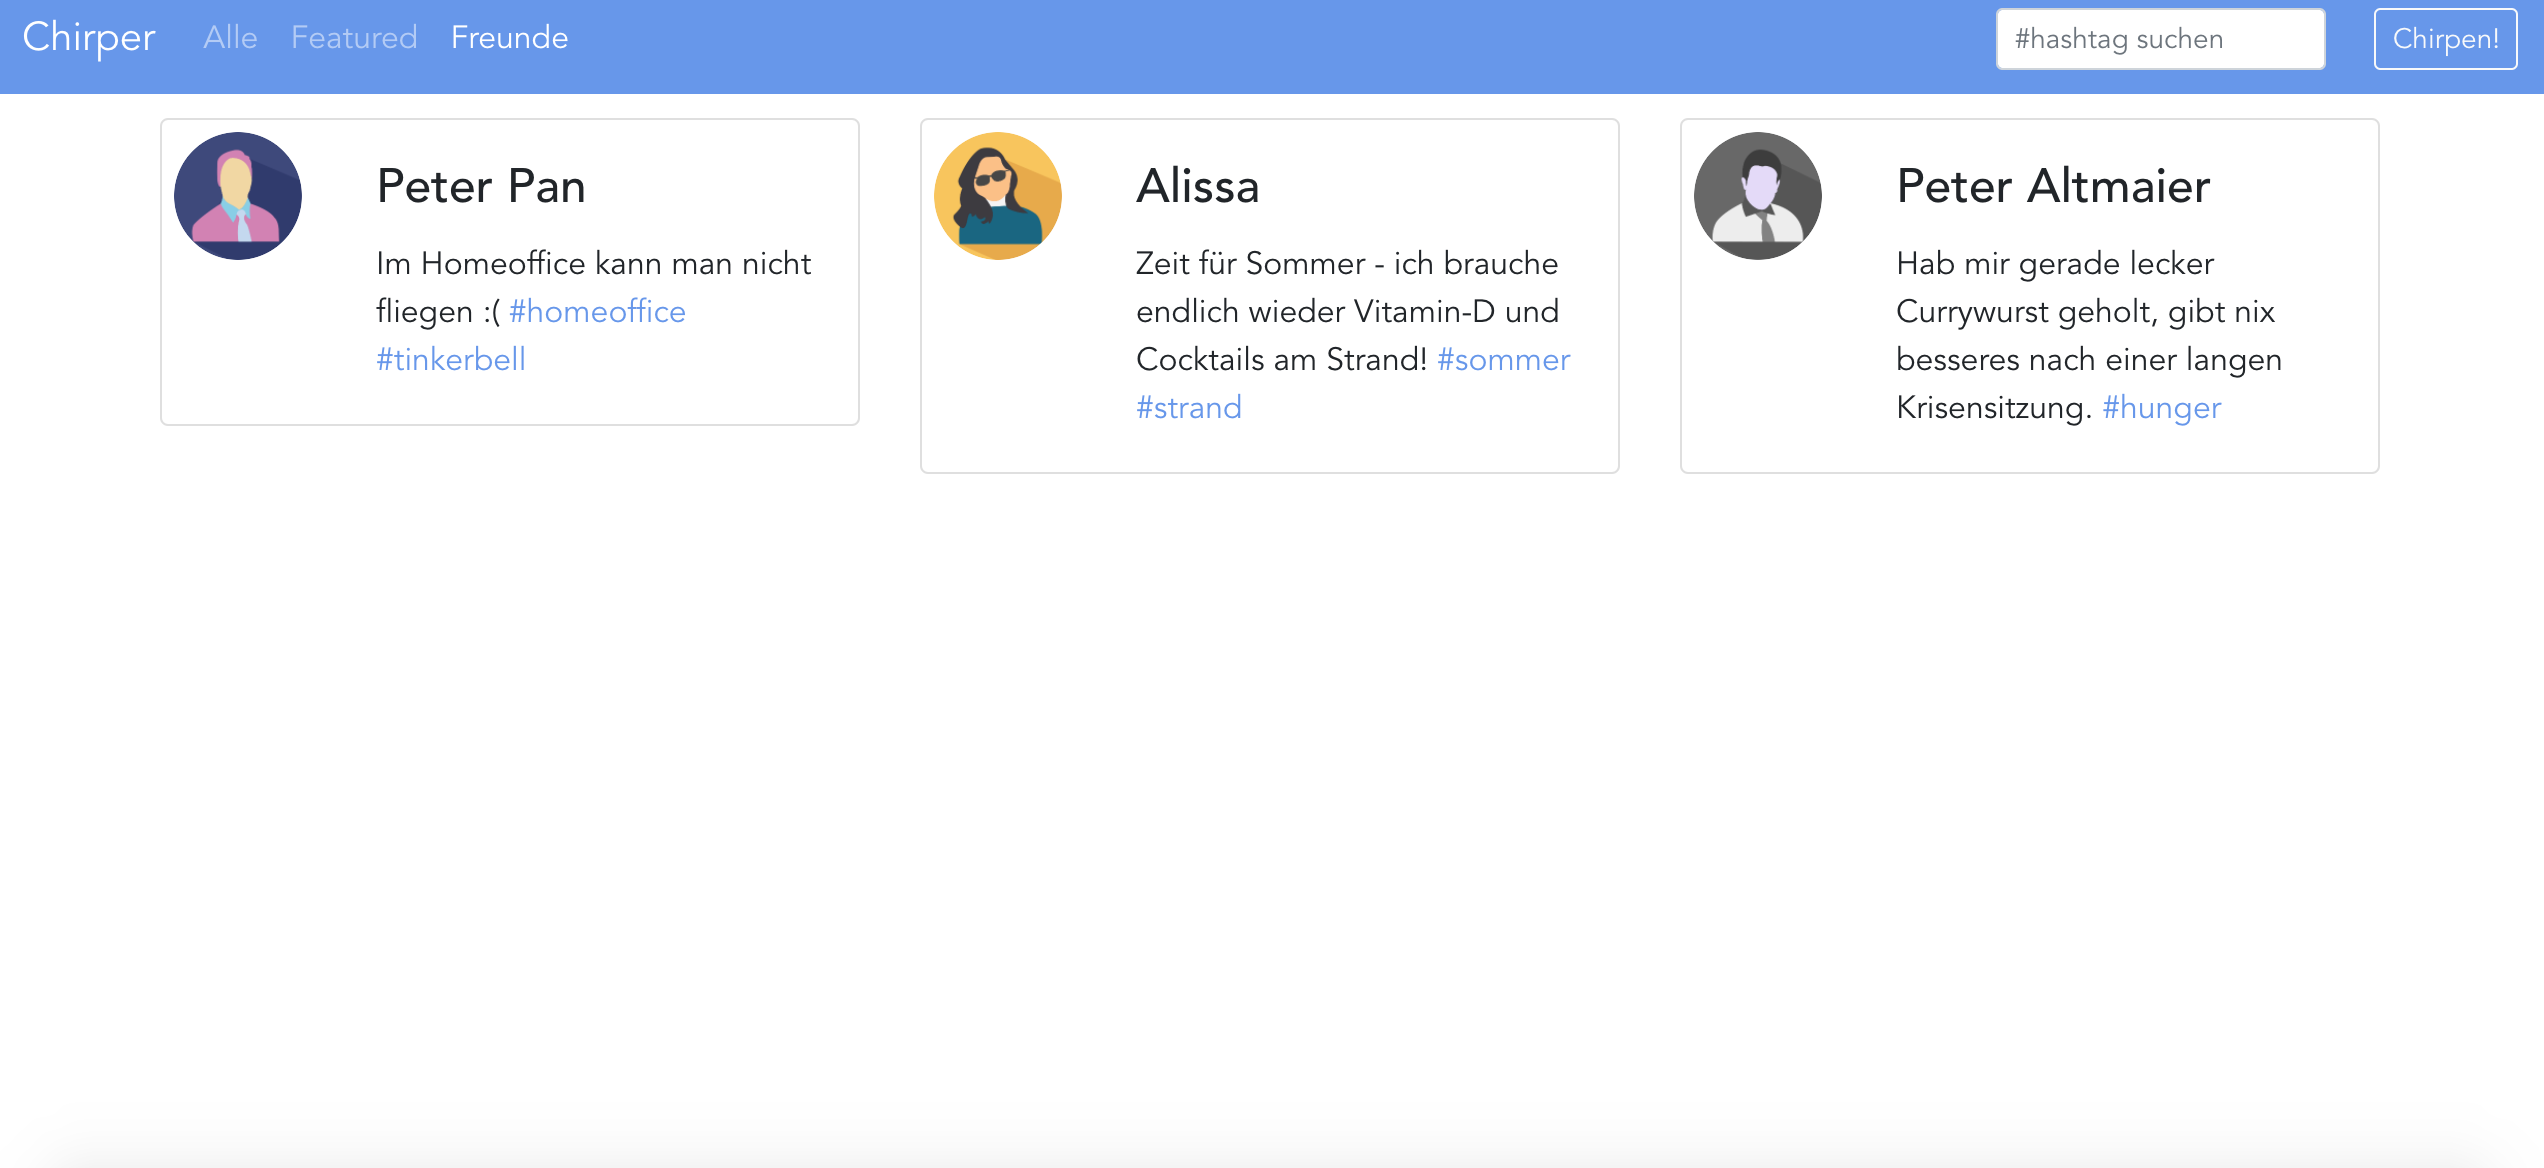 Chirper Alle Featured Freunde #hashtag suchen Chirpen!
Peter Pan
Im Homeoffice kann man nicht
fliegen :( #homeoffice
#tinkerbell
Alissa
Zeit für Sommer - ich brauche
endlich wieder Vitamin-D und
Cocktails am Strand! #sommer
#strand
Peter Altmaier
Hab mir gerade lecker
Currywurst geholt, gibt nix
besseres nach einer langen
Krisensitzung. #hunger